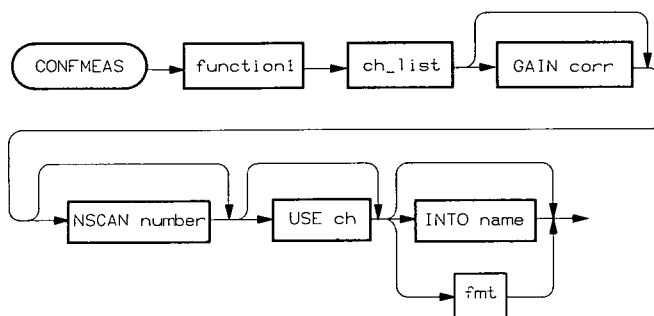 CONFMEAS function1 ch_list GAIN corr
NSCAN number USE ch INTO name
fmt